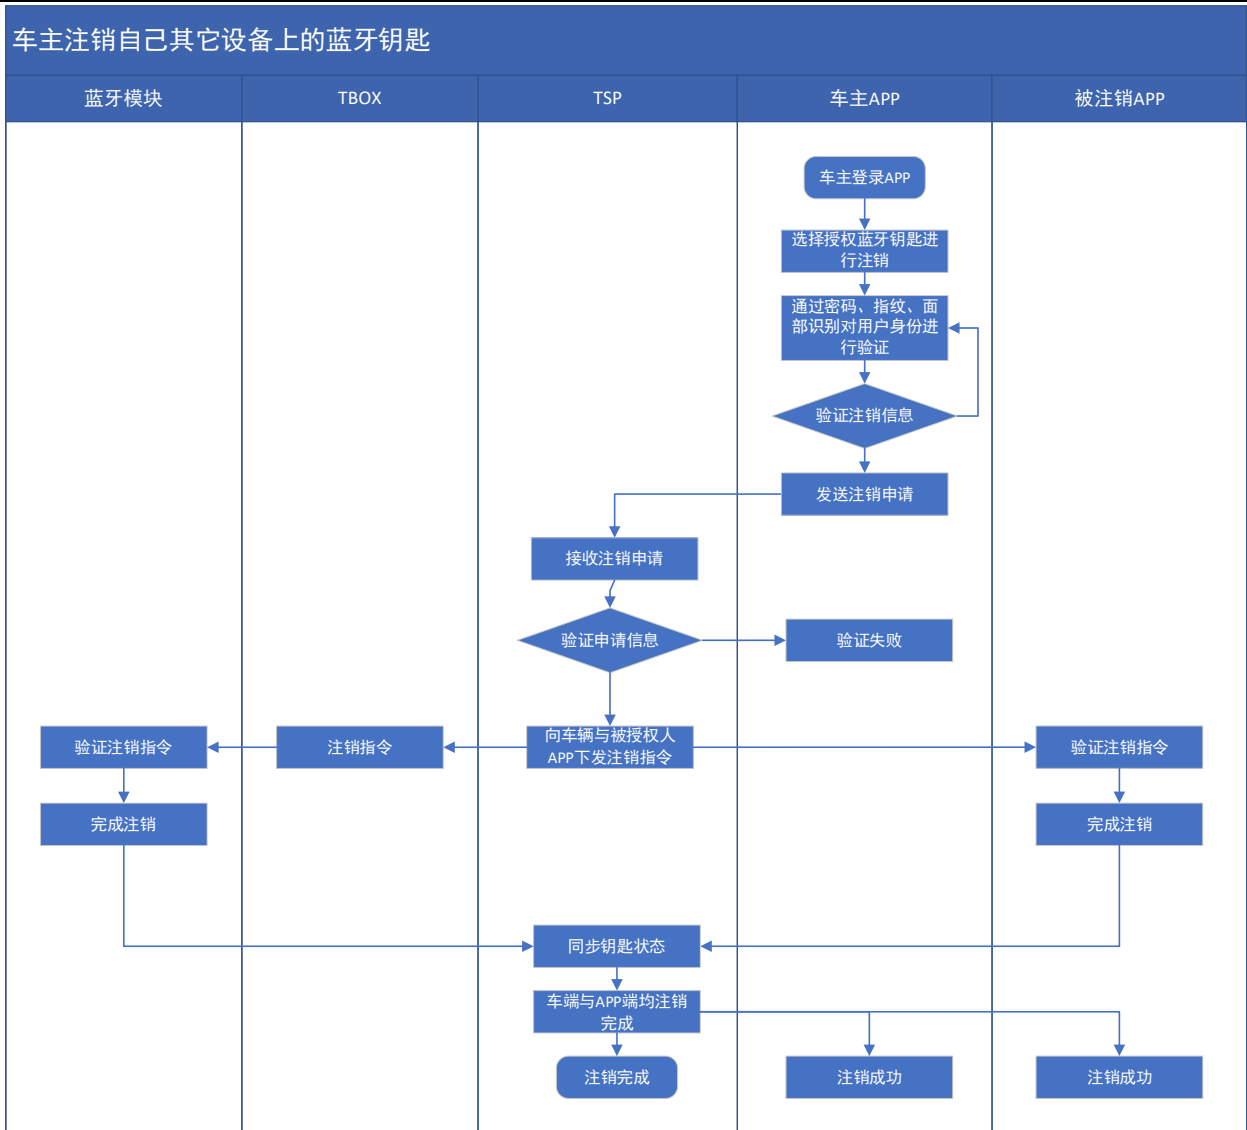 车主注销自己其它设备上的蓝牙钥匙
蓝牙模块
TBOX
TSP
车主APP
被注销APP
车主登录APP
选择授权蓝牙钥匙进
行注销
通过密码、指纹、面
部识别对用户身份进
行验证
验证注销信息
发送注销申请
接收注销申请
验证申请信息
验证失败
验证注销指令
注销指令
向车辆与被授权人
APP下发注销指令
验证注销指令
完成注销
完成注销
同步钥匙状态
车端与APP端均注销
完成
注销完成
注销成功
注销成功